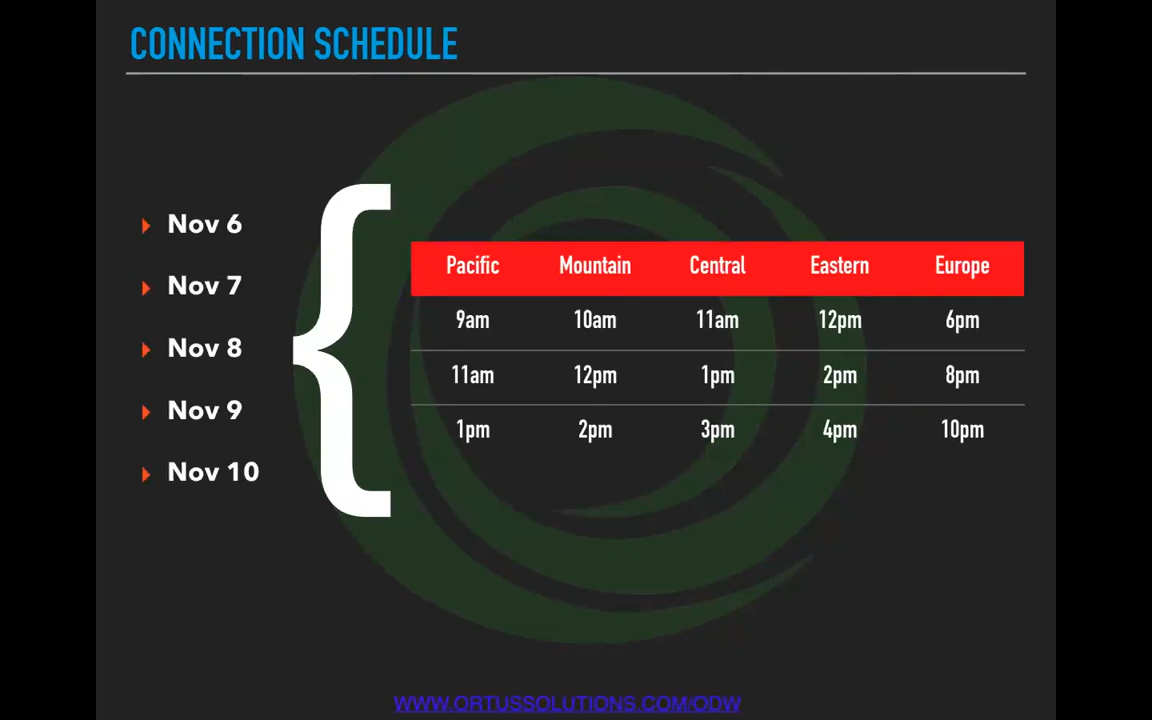 CONNECTION SCHEDULE
Nov 6
Nov 7
Nov 8
Nov 9
Nov 10
Pacific Mountain Central Eastern Europe
9am 10am 11am 12pm 6pm
11am 12pm 1pm 2pm 8pm
1pm 2pm 3pm 4pm 10pm
WWW.ORTUSSOLUTIONS.COM/ODW